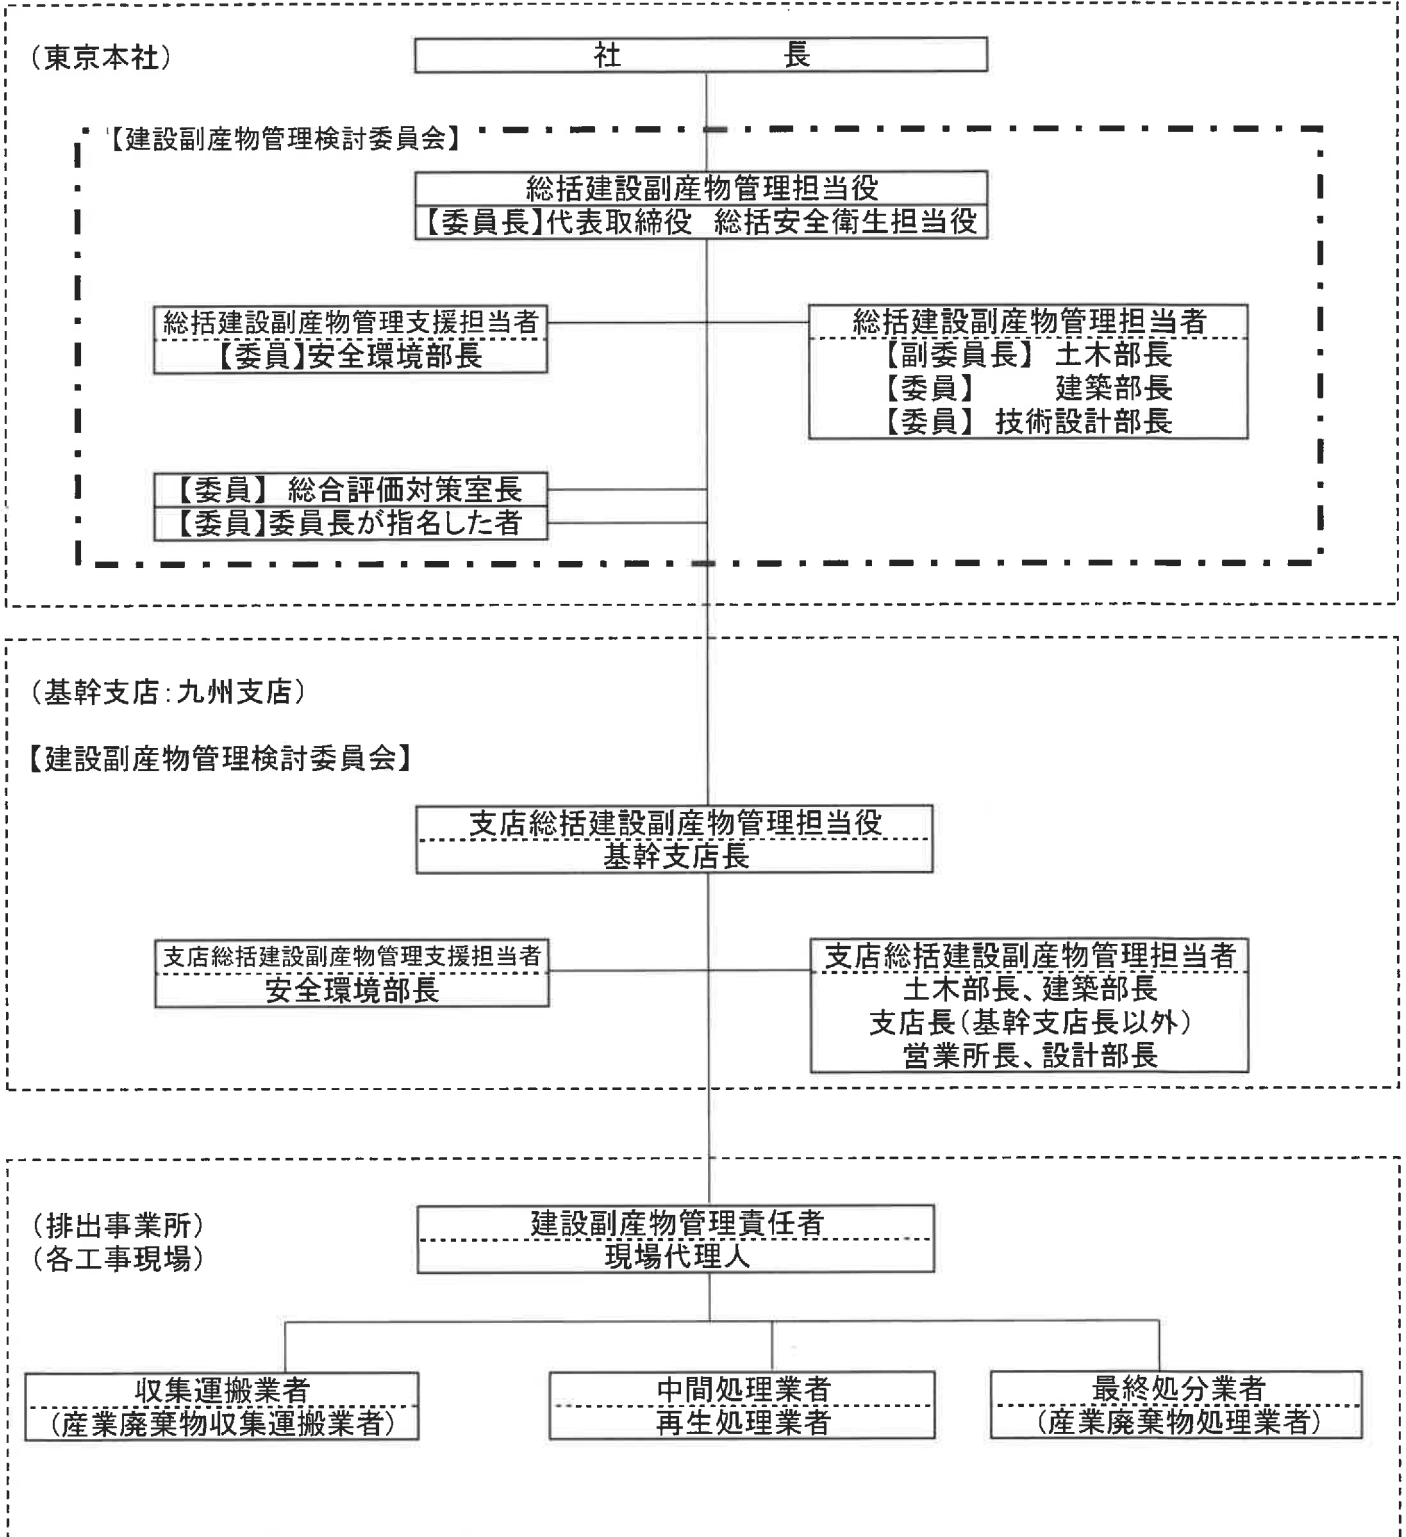 （東京本社）
社　　　　　長
【建設副産物管理検討委員会】
総括建設副産物管理担当役
【委員長】代表取締役　総括安全衛生担当役
総括建設副産物管理支援担当者
【委員】安全環境部長
総括建設副産物管理担当者
【副委員長】　土木部長
【委員】　　　建築部長
【委員】　技術設計部長
【委員】　総合評価対策室長
【委員】委員長が指名した者
（基幹支店：九州支店）
【建設副産物管理検討委員会】
支店総括建設副産物管理担当役
基幹支店長
支店総括建設副産物管理支援担当者
安全環境部長
支店総括建設副産物管理担当者
土木部長、建築部長
支店長（基幹支店長以外）
営業所長、設計部長
（排出事業所）
（各工事現場）
建設副産物管理責任者
現場代理人
収集運搬業者
（産業廃棄物収集運搬業者）
中間処理業者
再生処理業者
最終処分業者
（産業廃棄物処理業者）